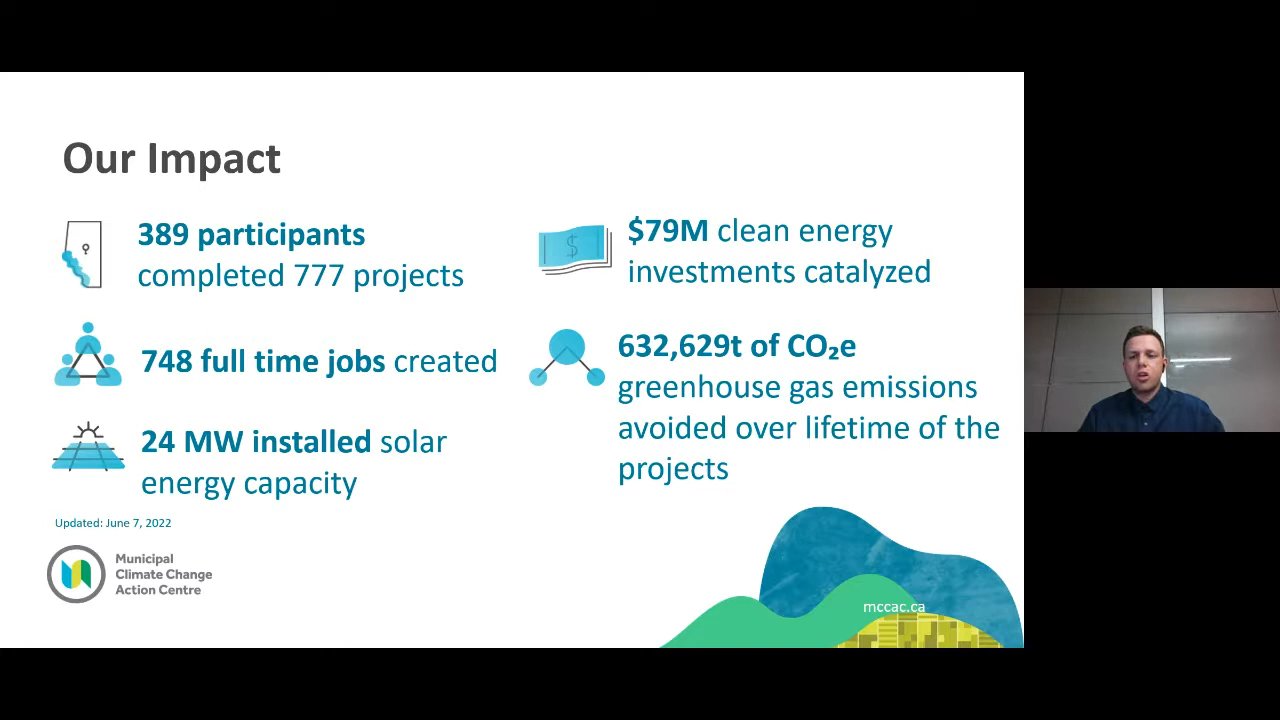 Our Impact
389 participants
completed 777 projects
748 full time jobs created
24 MW installed solar
energy capacity
$79M clean energy
investments catalyzed
632,629t of CO₂e
greenhouse gas emissions
avoided over lifetime of the
projects
Updated: June 7, 2022
Municipal
Climate Change
Action Centre
mccac.ca